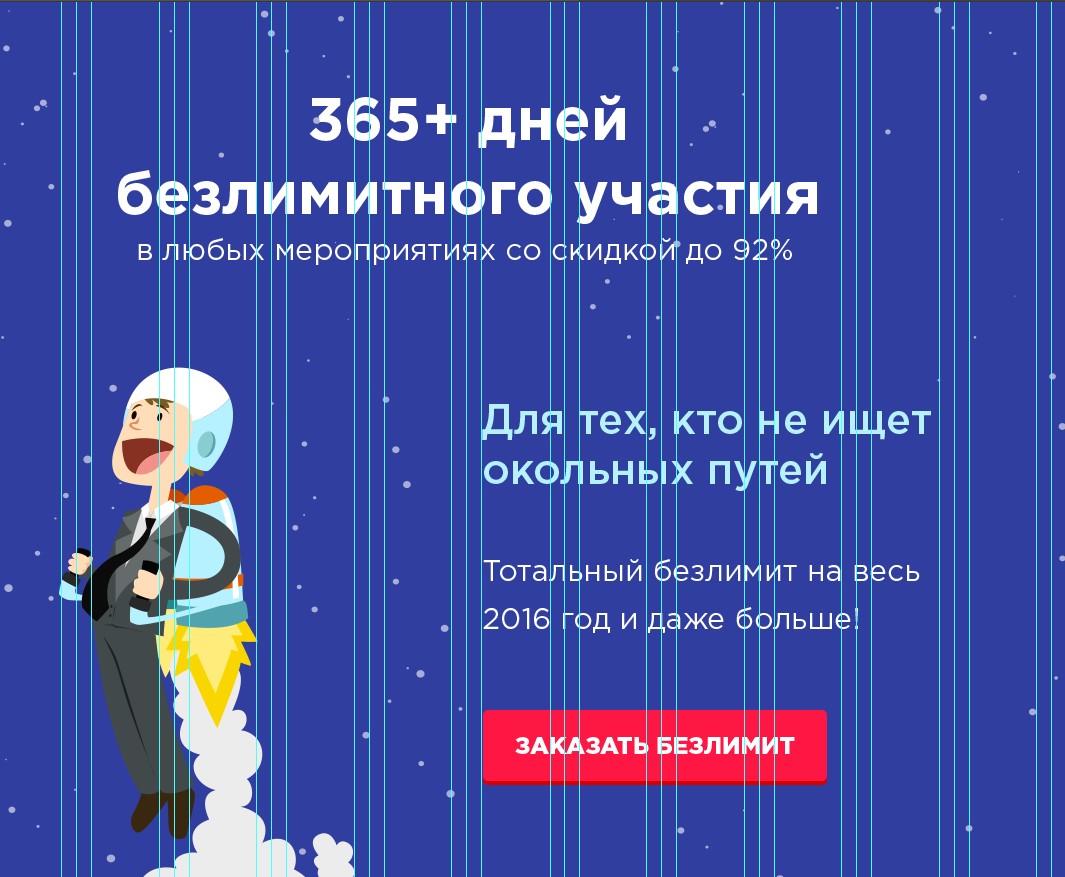 365+ дней
безлимитного участия
в любых мероприятиях со скидкой до 92%
Для тех, кто не ищет
окольных путей
Тотальный безлимит на весь
2016 год и даже больше!
ЗАКАЗАТЬ БЕЗЛИМИТ